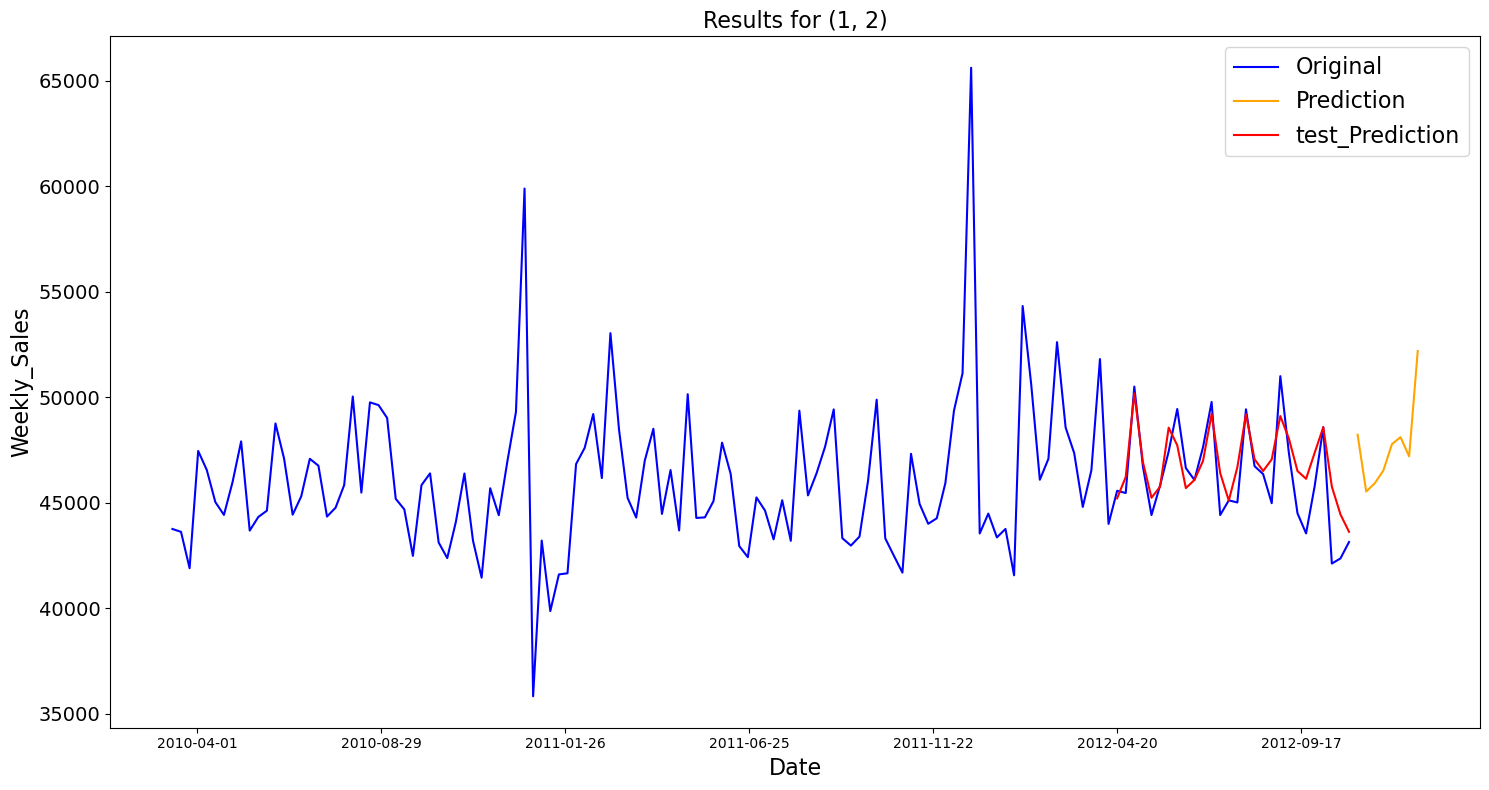 Results for (1, 2)
Original
Prediction
test_Prediction
Weekly_Sales
65000
60000
55000
50000
45000
40000
35000
2010-04-01 2010-08-29 2011-01-26 2011-06-25 2011-11-22 2012-04-20 2012-09-17
Date